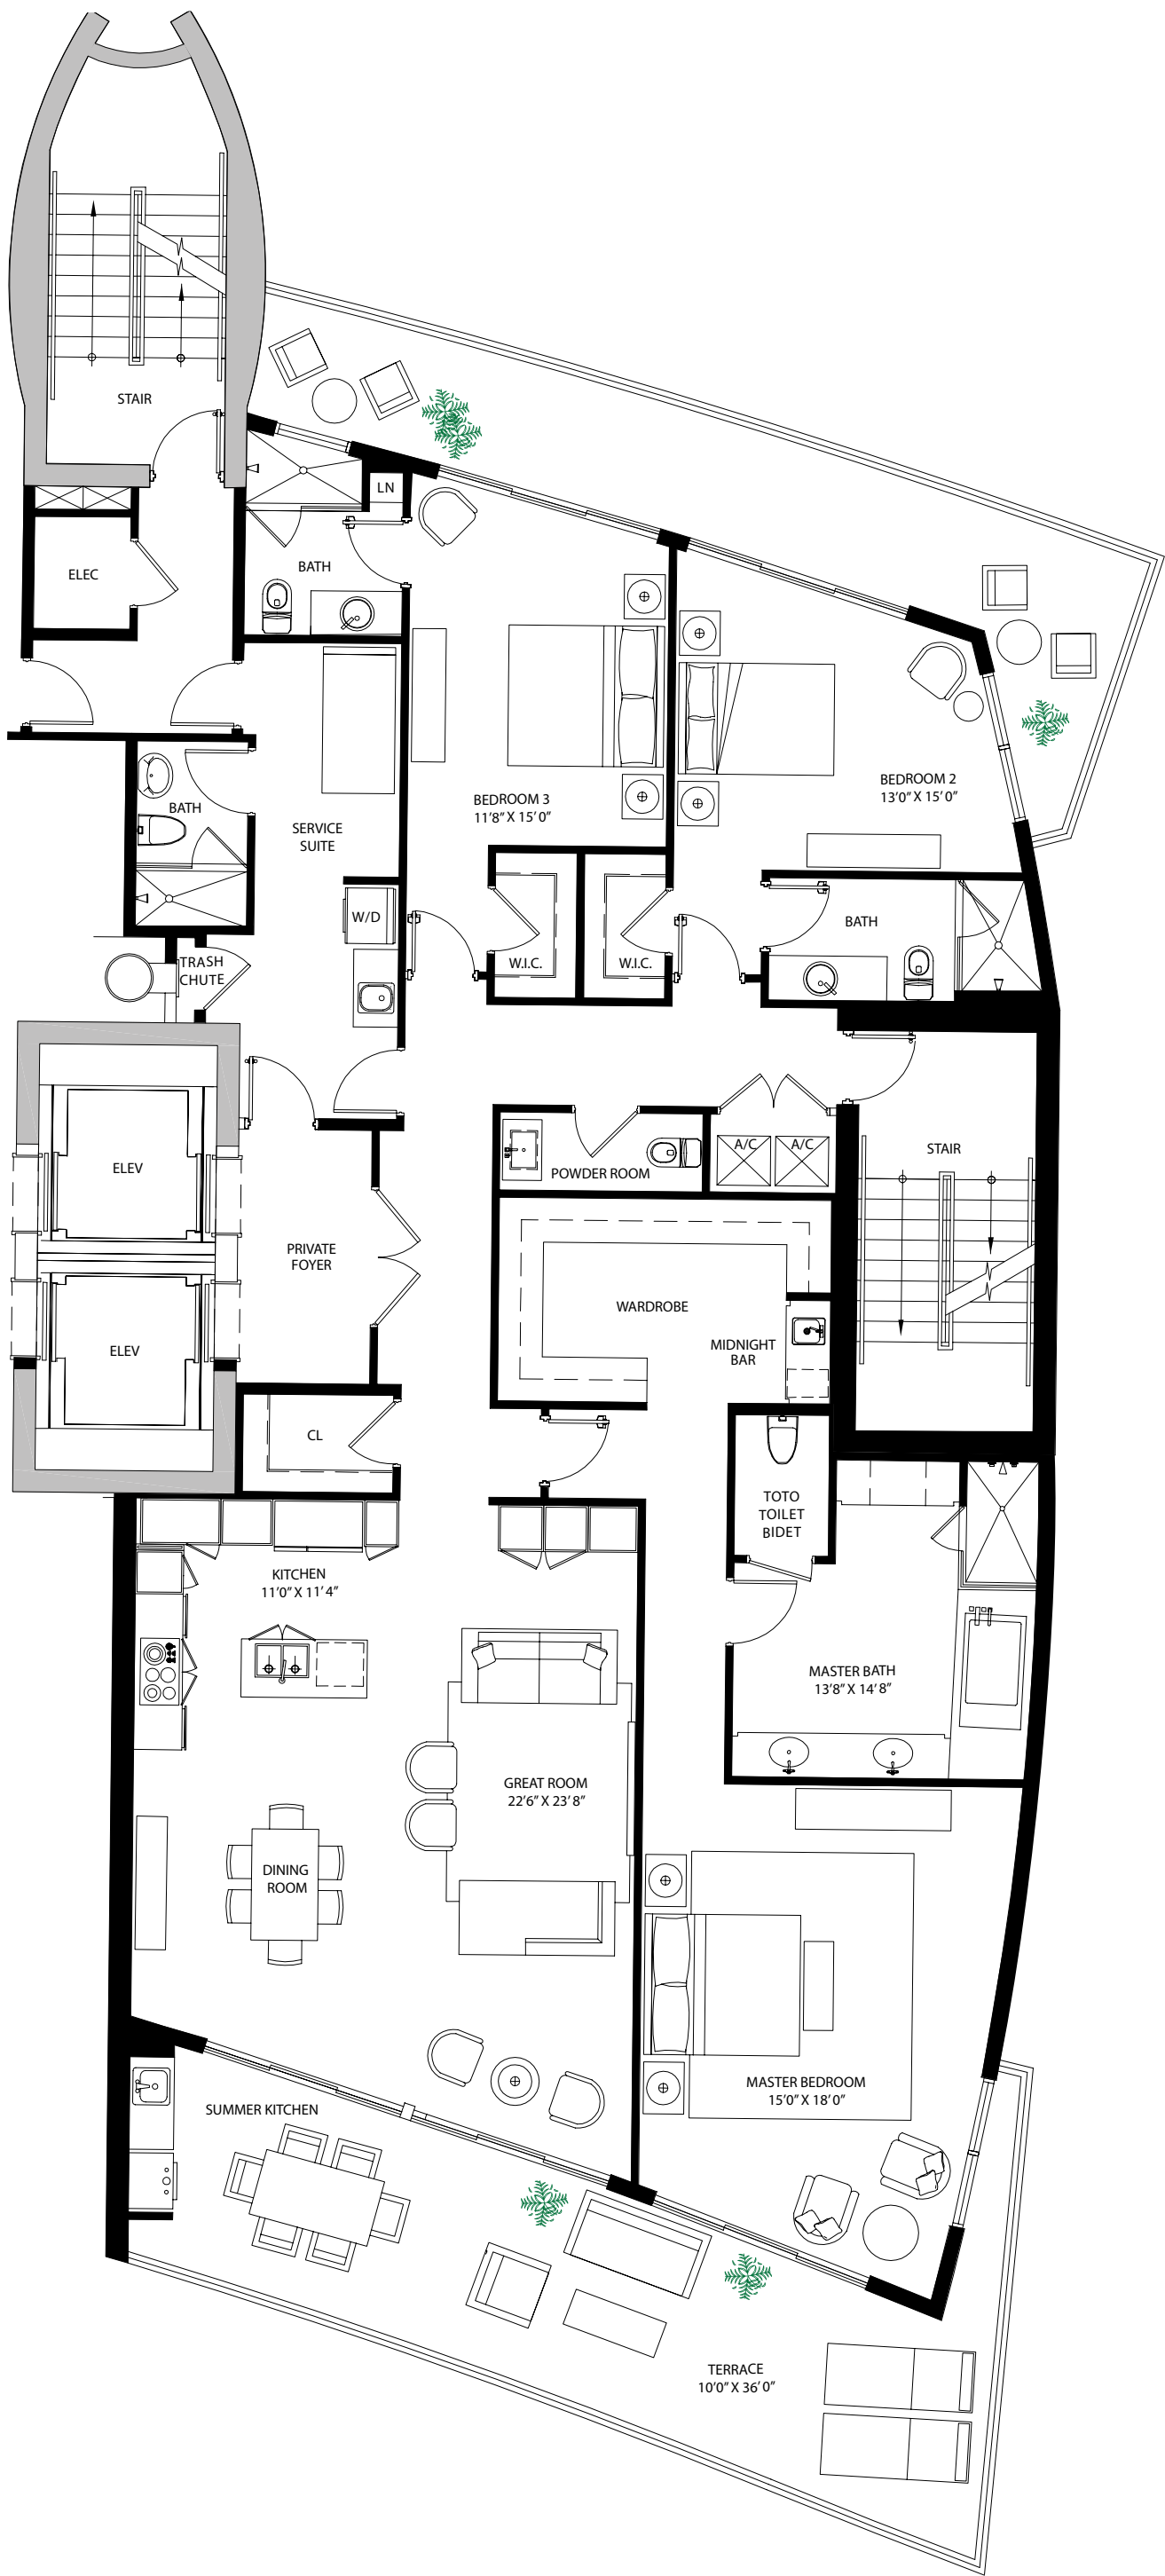 STAIR
LN
ELEC
BATH
BEDROOM 2
13'0" X 15'0"
BEDROOM 3
11'8" X 15'0"
BATH
SERVICE
SUITE
W/D
BATH
TRASH
CHUTE
W.I.C.
W.I.C.
ELEV
A/C
A/C
STAIR
POWDER ROOM
PRIVATE
FOYER
WARDROBE
ELEV
MIDNIGHT
BAR
CL
TOTO
TOILET
BIDET
KITCHEN
11'0" X 11'4"
MASTER BATH
13'8" X 14'8"
GREAT ROOM
22'6" X 23'8"
DINING
ROOM
MASTER BEDROOM
15'0" X 18'0"
SUMMER KITCHEN
TERRACE
10'0" X 36'0"